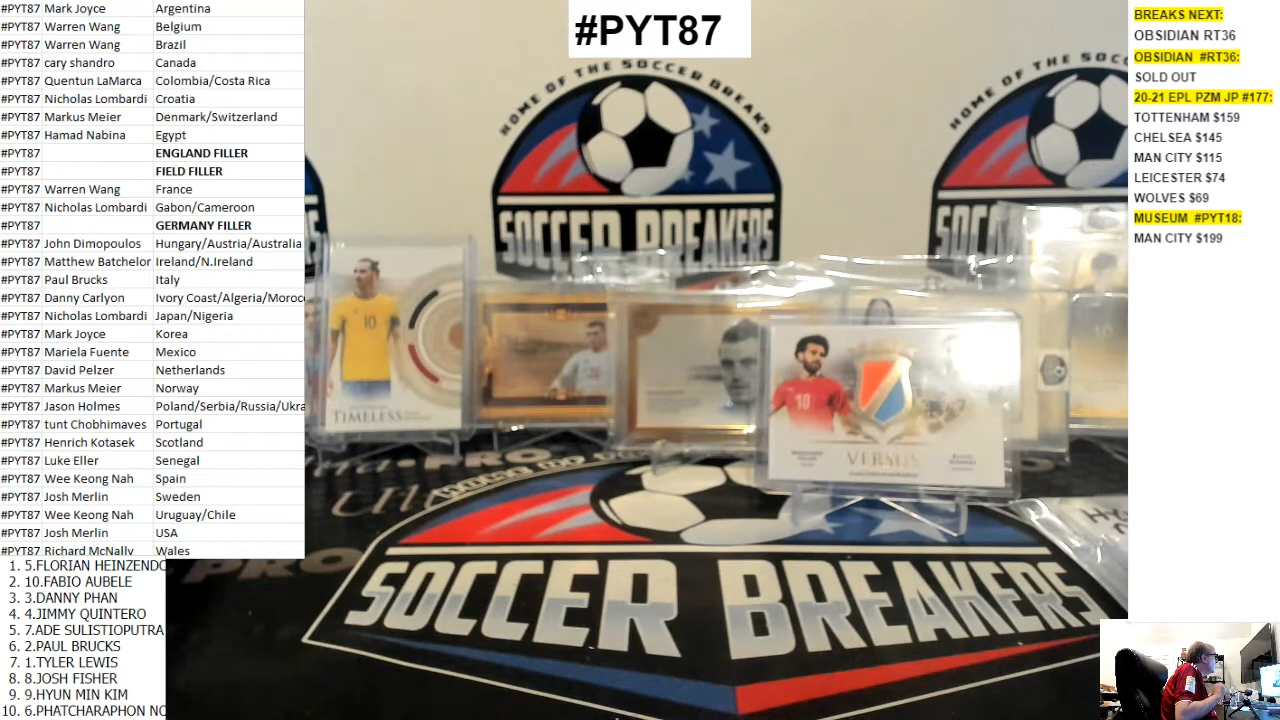 #PYT87 Mark Joyce Argentina
#PYT87 Warren Wang Belgium
#PYT87 Warren Wang Brazil
#PYT87 cary shandro Canada
#PYT87 Quentun LaMarca Colombia/Costa Rica
#PYT87 Nicholas Lombardi Croatia
#PYT87 Markus Meier Denmark/Switzerland
#PYT87 Hamad Nabina Egypt
#PYT87 ENGLAND FILLER
#PYT87 FIELD FILLER
#PYT87 Warren Wang France
#PYT87 Nicholas Lombardi Gabon/Cameroon
#PYT87 GERMANY FILLER
#PYT87 John Dimopoulos Hungary/Austria/Australia
#PYT87 Matthew Batchelor Ireland/N.Ireland
#PYT87 Paul Brucks Italy
#PYT87 Danny Carlyon Ivory Coast/Algeria/Moroc
#PYT87 Nicholas Lombardi Japan/Nigeria
#PYT87 Mark Joyce Korea
#PYT87 Mariela Fuente Mexico
#PYT87 David Pelzer Netherlands
#PYT87 Markus Meier Norway
#PYT87 Jason Holmes Poland/Serbia/Russia/Ukra
#PYT87 tunt Chobhimaves Portugal
#PYT87 Henrich Kotasek Scotland
#PYT87 Luke Eller Senegal
#PYT87 Wee Keong Nah Spain
#PYT87 Josh Merlin Sweden
#PYT87 Wee Keong Nah Uruguay/Chile
#PYT87 Josh Merlin USA
#PYT87 Richard McNally Wales
1. 5.FLORIAN HEINZENDO
2. 10.FABIO AUBELE
3. 3.DANNY PHAN
4. 4.JIMMY QUINTERO
5. 7.ADE SULISTIOPUTRA
6. 2.PAUL BRUCKS
7. 1.TYLER LEWIS
8. 8.JOSH FISHER
9. 9.HYUN MIN KIM
10. 6.PHATCHARAPHON NO
#PYT87
HOME OF THE SOCCER BREAKS
SOCCER BREAKERS
HOME OF THE SOC
SOCC
TIMELESS
10
VERSUS
PRO
SOCCER BREAKERS
BREAKS NEXT:
OBSIDIAN RT36
OBSIDIAN #RT36:
SOLD OUT
20-21 EPL PZM JP #177:
TOTTENHAM $159
CHELSEA $145
MAN CITY $115
LEICESTER $74
WOLVES $69
MUSEUM #PYT18:
MAN CITY $199